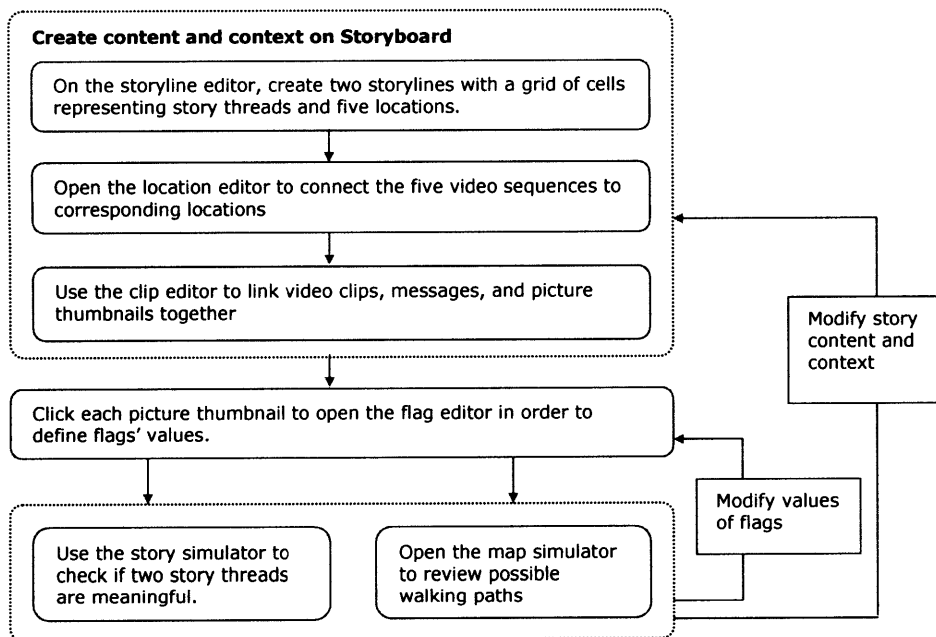 Create content and context on Storyboard
On the storyline editor, create two storylines with a grid of cells
representing story threads and five locations.
Open the location editor to connect the five video sequences to
corresponding locations
Use the clip editor to link video clips, messages, and picture
thumbnails together
Modify story
content and
context
Click each picture thumbnail to open the flag editor in order to
define flags' values.
Modify values
of flags
Use the story simulator to
check if two story threads
are meaningful.
Open the map simulator
to review possible
walking paths